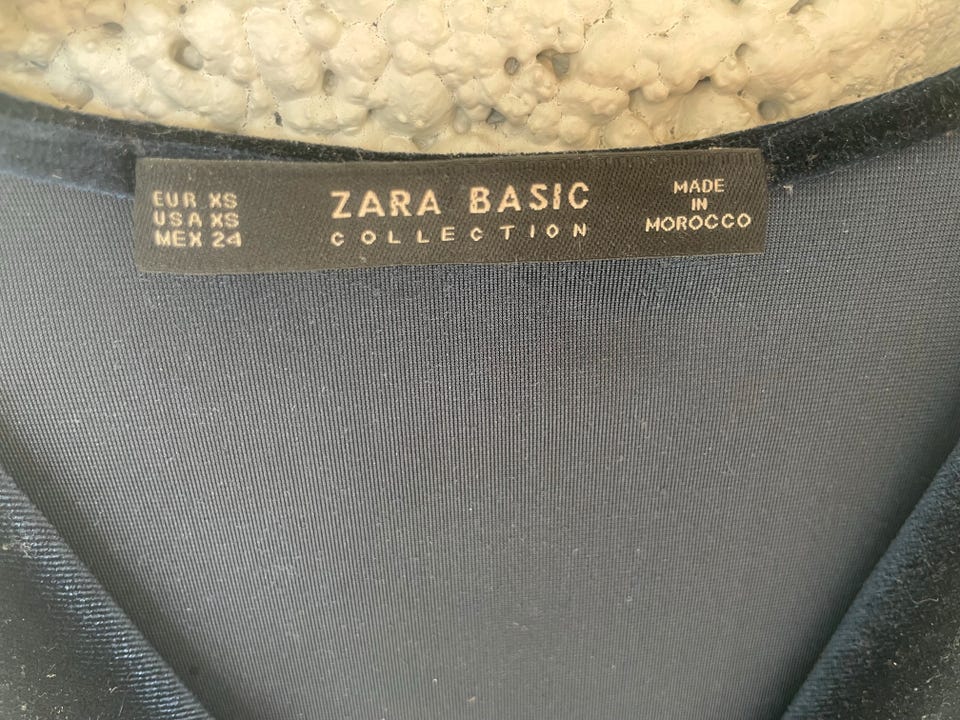 EUR XS
USA XS
MEX 24
ZARA BASIC
COLLECTION
MADE
IN
MOROCCO